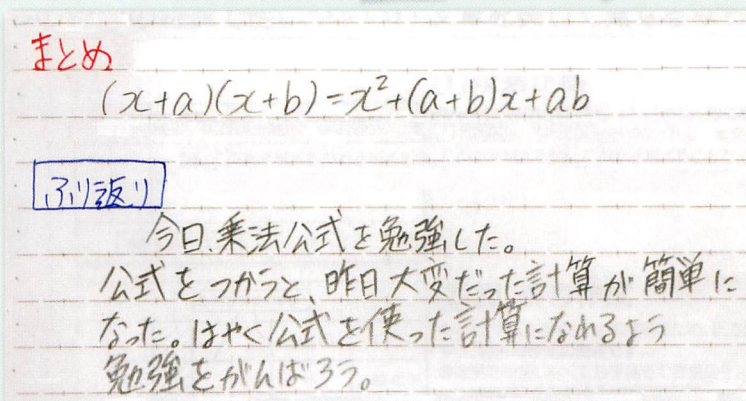 まとめ
(x+a)(x+b)=x²+(a+b)x+ab
ふり返り
今日、乗法公式を勉強した。
公式をつかうと、昨日大変だった計算が簡単に
なった。はやく公式を使った計算になれるよう
勉強をがんばろう。